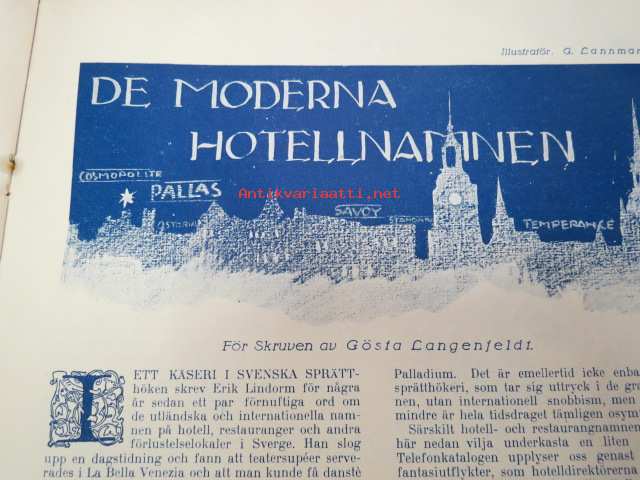 Illustratör. G. Lannmar
DE MODERNA
HOTELLNAMNEN
COSMOPOLITE
PALLAS
ASTORIA
SAVOY
TEMPERANCE
Antikvariaatti.net
För Skruven av Gösta Langenfeldt.
I ETT KÅSERI I SVENSKA SPRÄTT-
höken skrev Erik Lindorm för några
år sedan ett par förnuftiga ord om
de utländska och internationella nam-
nen på hotell, restauranger och andra
förlustelselokaler i Sverge. Han slog
upp en dagstidning och fann att teatersupéer serve-
rades i La Bella Venezia och att man kunde få dansté
Palladium. Det är emellertid icke enba
sprätthökeri, som tar sig uttryck i de gro
nen, utan internationell snobbism, men
mindre är hela tidsdraget tämligen osym
Särskilt hotell- och restaurangnamnen
här nedan vilja underkasta en liten
Telefonkatalogen upplyser oss genast
fantasiutflykter, som hotelldirektörerna